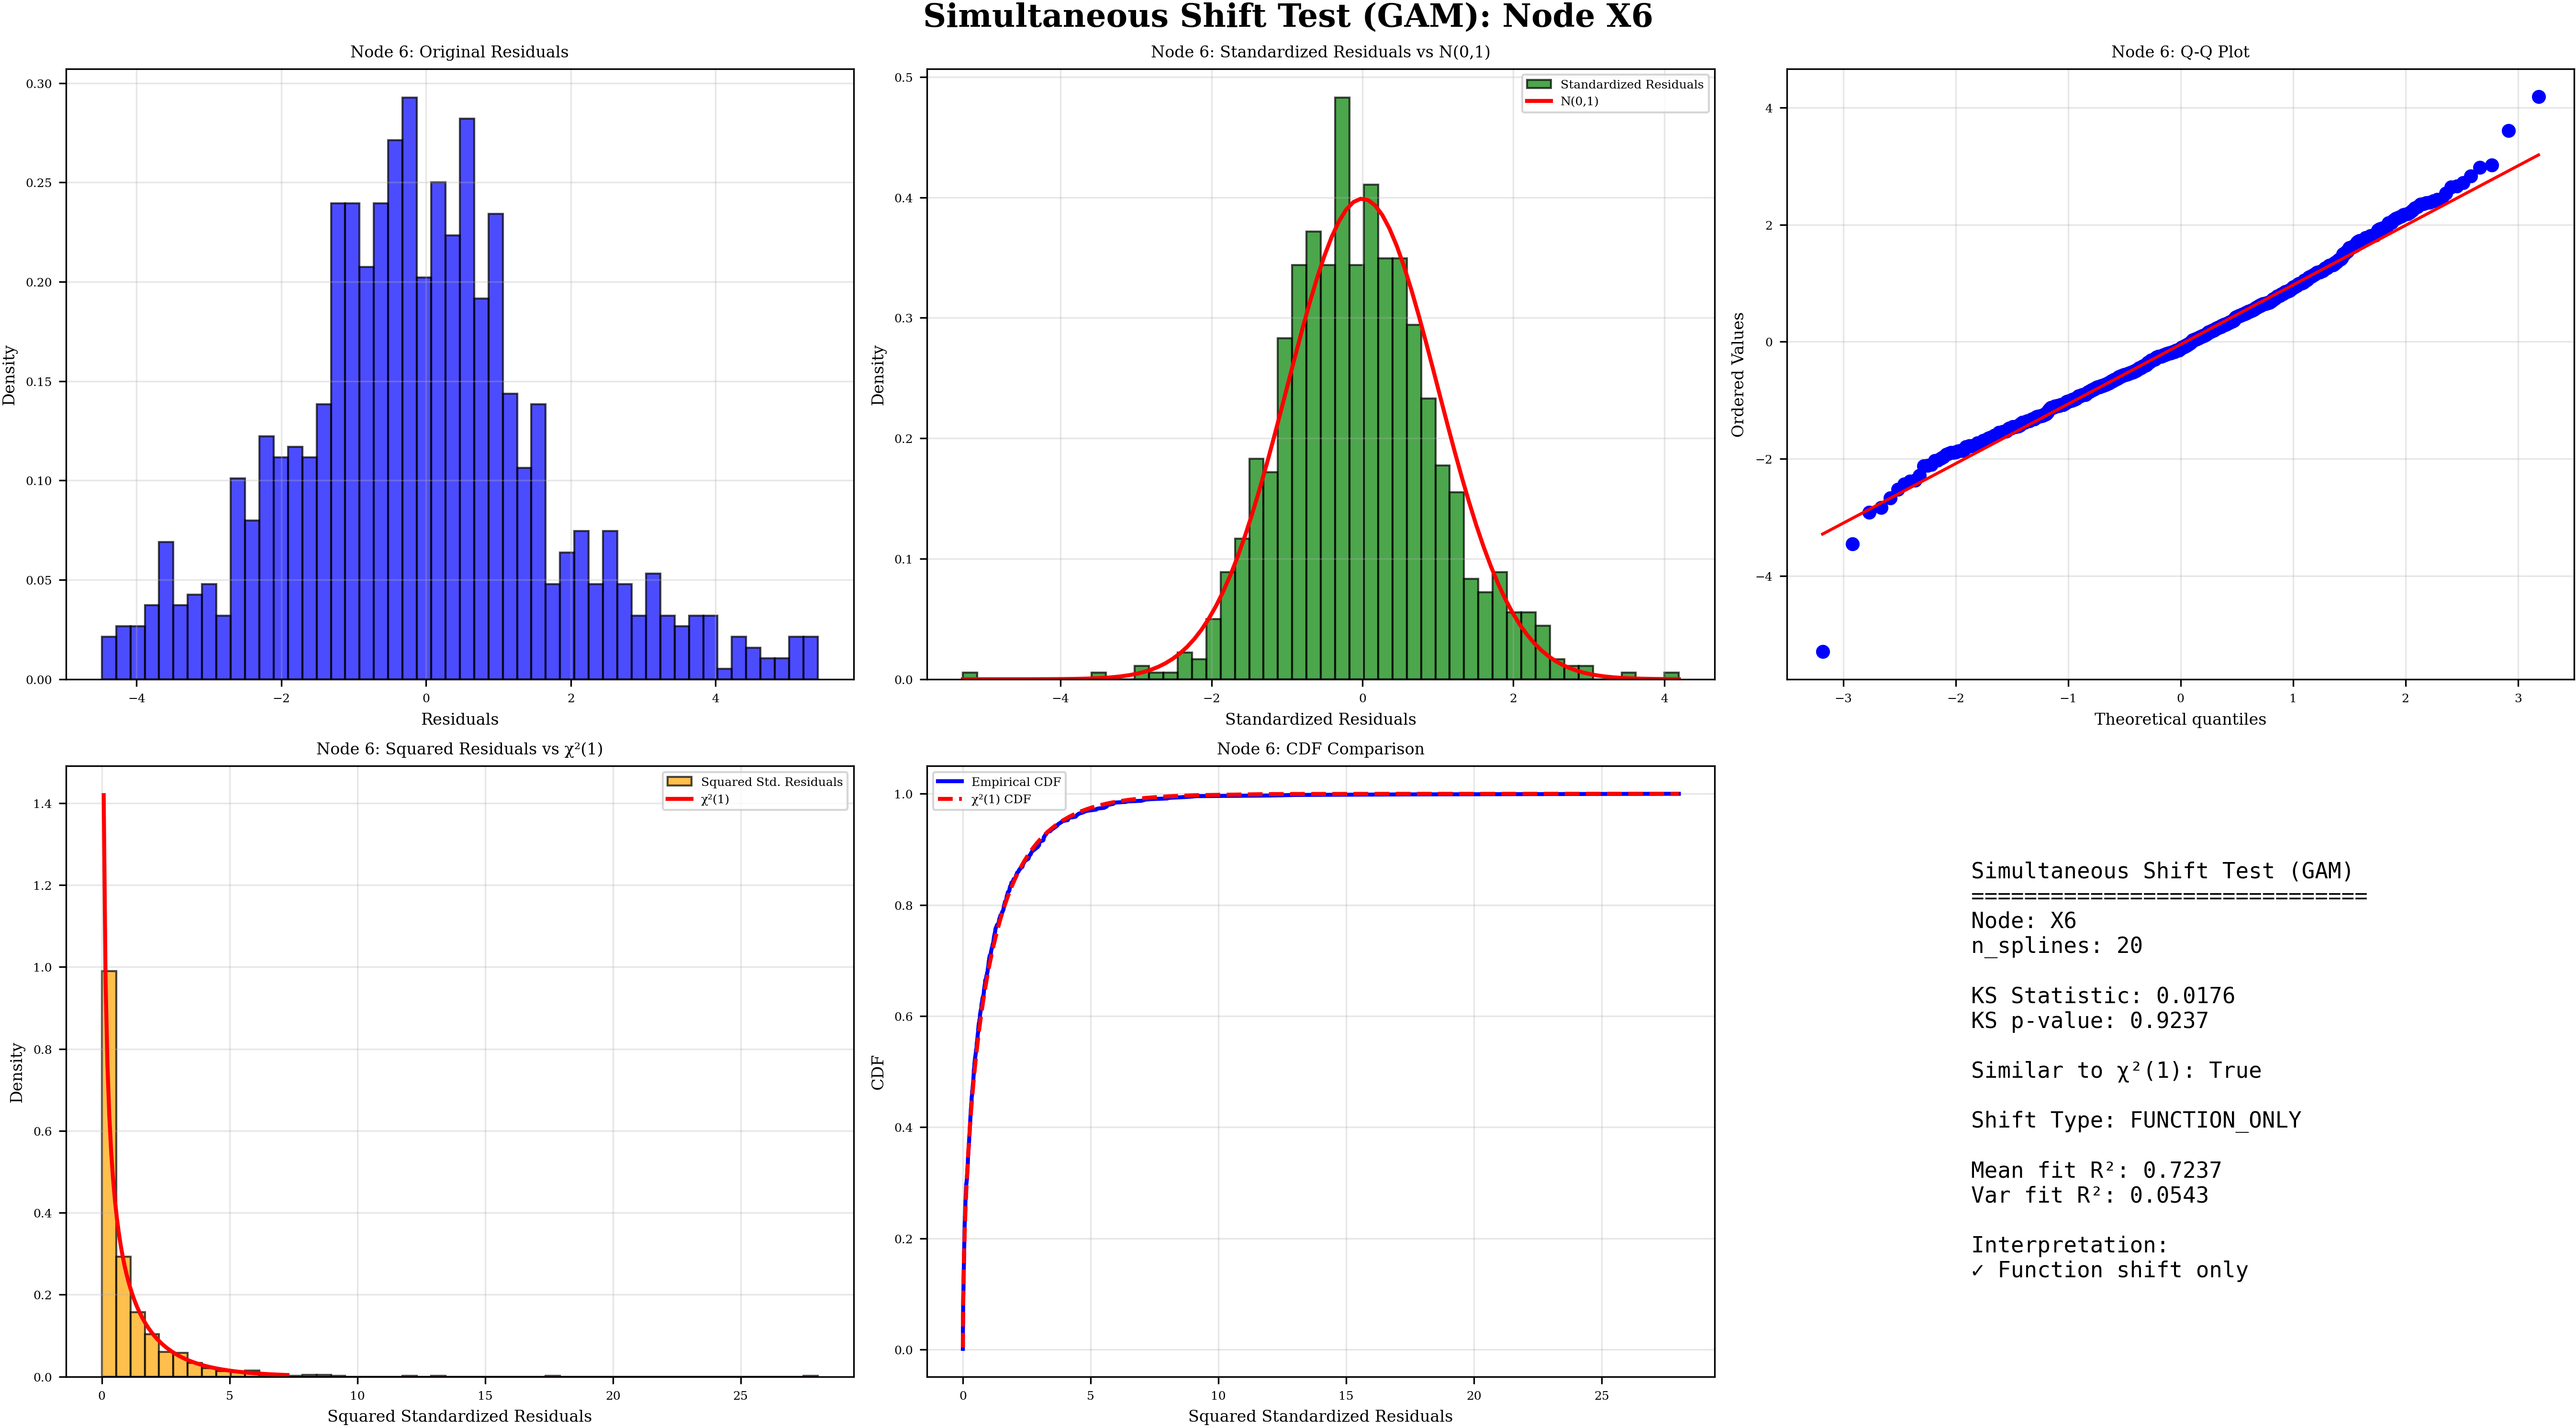 Simultaneous Shift Test (GAM): Node X6
Node 6: Original Residuals
Density
0.30
0.25
0.20
0.15
0.10
0.05
0.00
−4
−2
0
2
4
Residuals
Node 6: Standardized Residuals vs N(0,1)
Standardized Residuals
N(0,1)
Density
0.5
0.4
0.3
0.2
0.1
0.0
−4
−2
0
2
4
Standardized Residuals
Node 6: Q-Q Plot
Ordered Values
4
2
0
−2
−4
−3
−2
−1
0
1
2
3
Theoretical quantiles
Node 6: Squared Residuals vs χ²(1)
Squared Std. Residuals
χ²(1)
Density
1.4
1.2
1.0
0.8
0.6
0.4
0.2
0.0
0
5
10
15
20
25
Squared Standardized Residuals
Node 6: CDF Comparison
Empirical CDF
χ²(1) CDF
CDF
1.0
0.8
0.6
0.4
0.2
0.0
0
5
10
15
20
25
Squared Standardized Residuals
Simultaneous Shift Test (GAM)
==============================
Node: X6
n_splines: 20
KS Statistic: 0.0176
KS p-value: 0.9237
Similar to χ²(1): True
Shift Type: FUNCTION_ONLY
Mean fit R²: 0.7237
Var fit R²: 0.0543
Interpretation:
✓ Function shift only